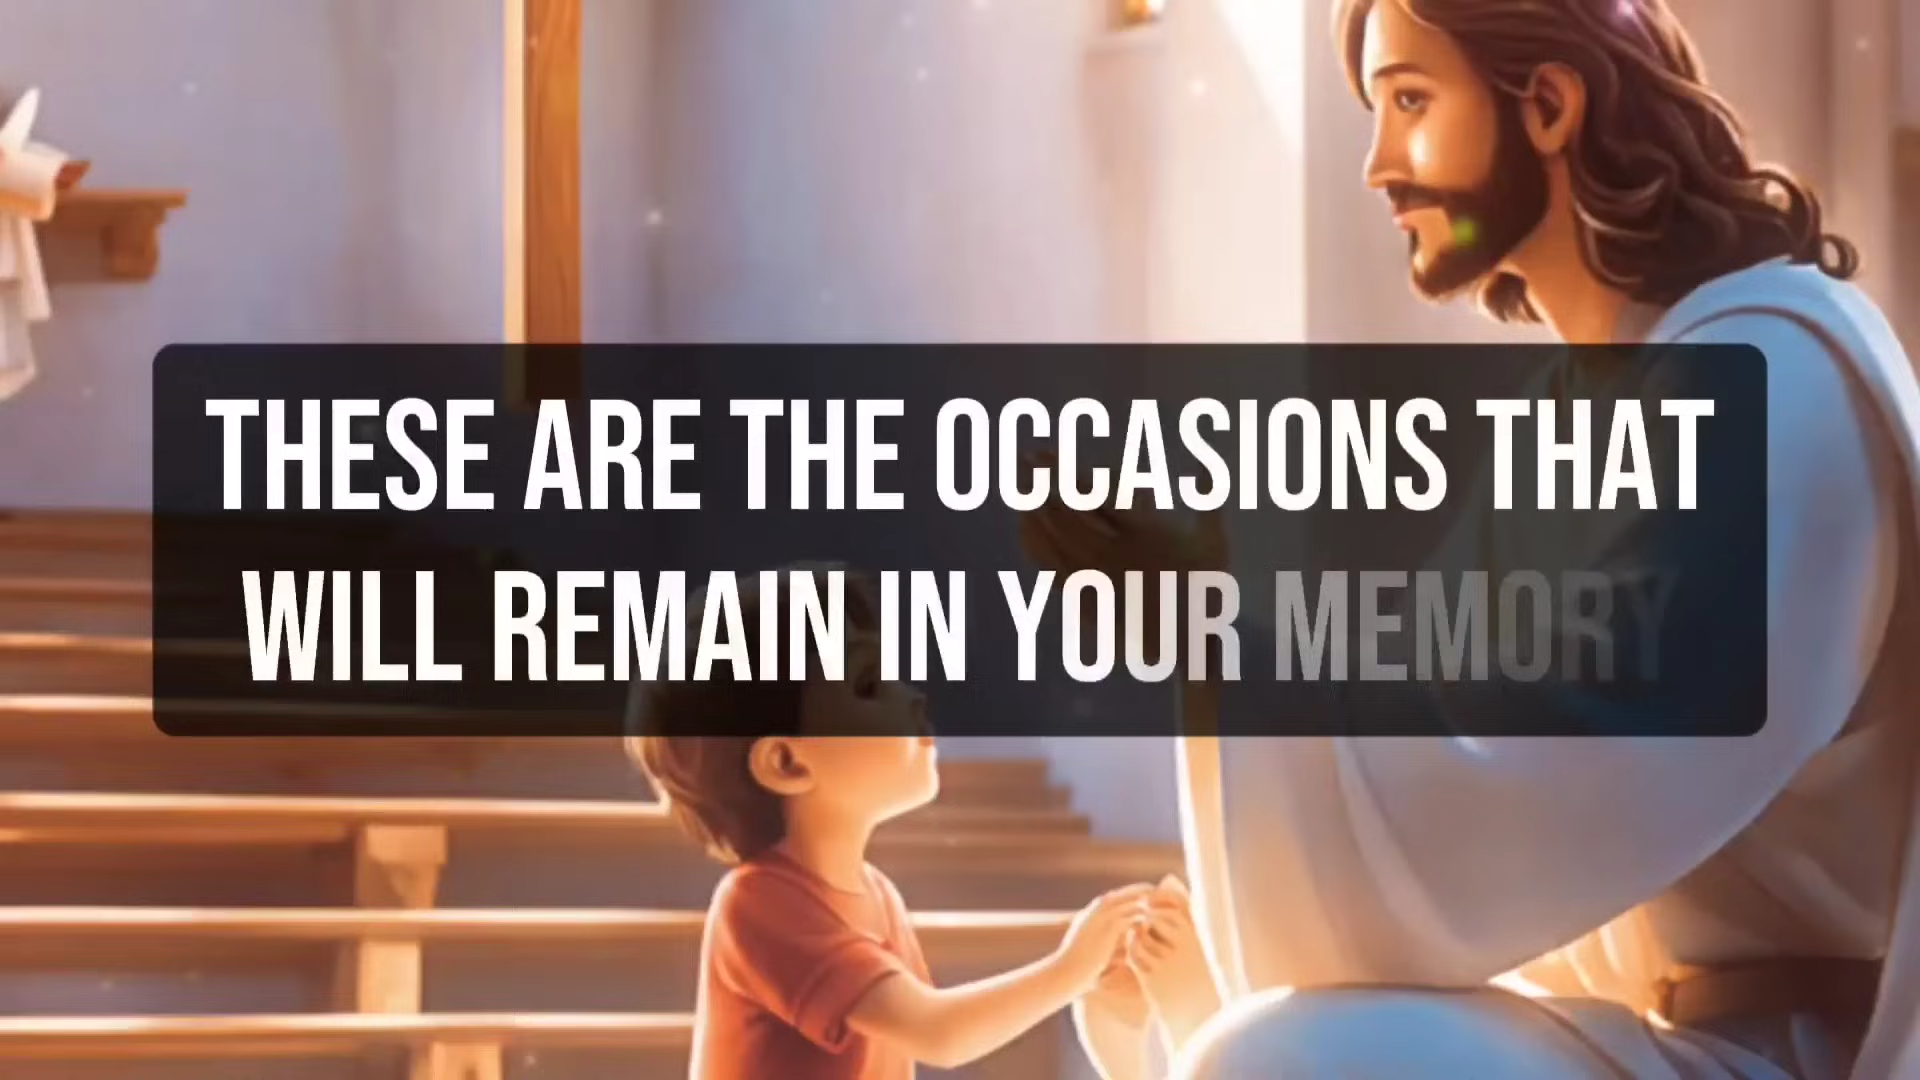 THESE ARE THE OCCASIONS THAT
WILL REMAIN IN YOUR MEMORY